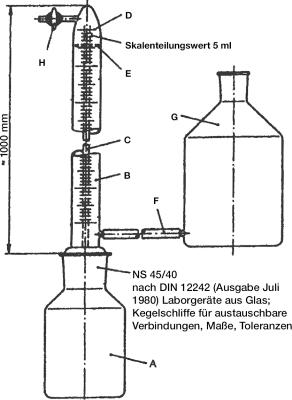 D
Skalenteilungswert 5 ml
H
E
G
C
≈ 1000 mm
B
F
NS 45/40
nach DIN 12242 (Ausgabe Juli
1980) Laborgeräte aus Glas;
Kegelschliffe für austauschbare
Verbindungen, Maße, Toleranzen
A